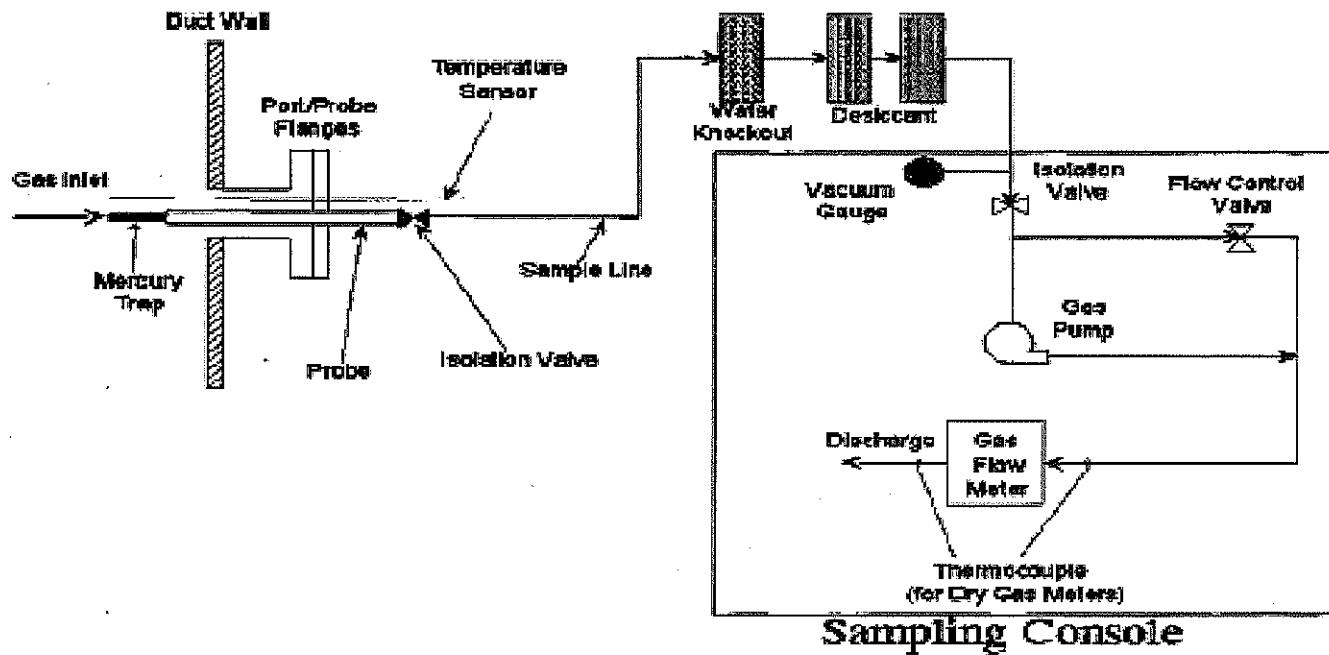 Duct Wall
Temperature
Sensor
Port/Probe
Flanges
Gas Inlet
Mercury
Trap
Probe
Isolation Valve
Sample Line
Water
Knockout
Desiccant
Vacuum
Gauge
Isolation
Valve
Flow Control
Valve
Gas
Pump
Discharge
Gas
Flow
Meter
Thermocouple
(for Dry Gas Meters)
Sampling Console